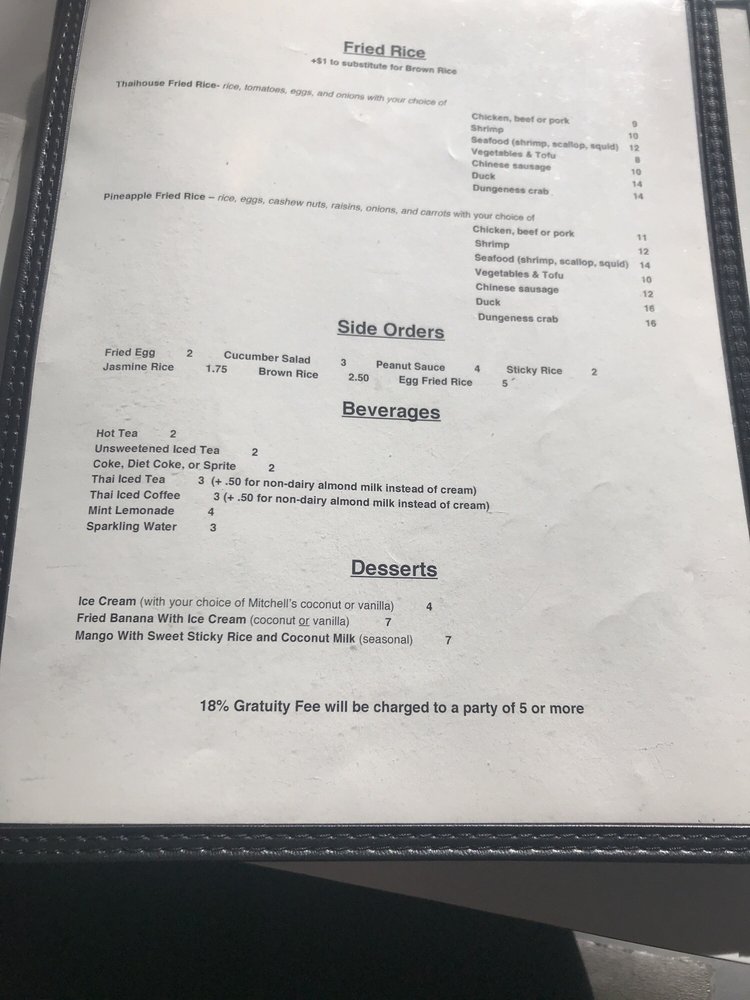 Fried Rice
+$1 to substitute for Brown Rice
Thaihouse Fried Rice- rice, tomatoes, eggs, and onions with your choice of
Chicken, beef or pork 9
Shrimp 10
Seafood (shrimp, scallop, squid) 12
Vegetables & Tofu 8
Chinese sausage 10
Duck 14
Dungeness crab 14
Pineapple Fried Rice – rice, eggs, cashew nuts, raisins, onions, and carrots with your choice of
Chicken, beef or pork 11
Shrimp 12
Seafood (shrimp, scallop, squid) 14
Vegetables & Tofu 10
Chinese sausage 12
Duck 16
Dungeness crab 16
Side Orders
Fried Egg 2 Cucumber Salad 3 Peanut Sauce 4 Sticky Rice 2
Jasmine Rice 1.75 Brown Rice 2.50 Egg Fried Rice 5
Beverages
Hot Tea 2
Unsweetened Iced Tea 2
Coke, Diet Coke, or Sprite 2
Thai Iced Tea 3 (+ .50 for non-dairy almond milk instead of cream)
Thai Iced Coffee 3 (+ .50 for non-dairy almond milk instead of cream)
Mint Lemonade 4
Sparkling Water 3
Desserts
Ice Cream (with your choice of Mitchell's coconut or vanilla) 4
Fried Banana With Ice Cream (coconut or vanilla) 7
Mango With Sweet Sticky Rice and Coconut Milk (seasonal) 7
18% Gratuity Fee will be charged to a party of 5 or more